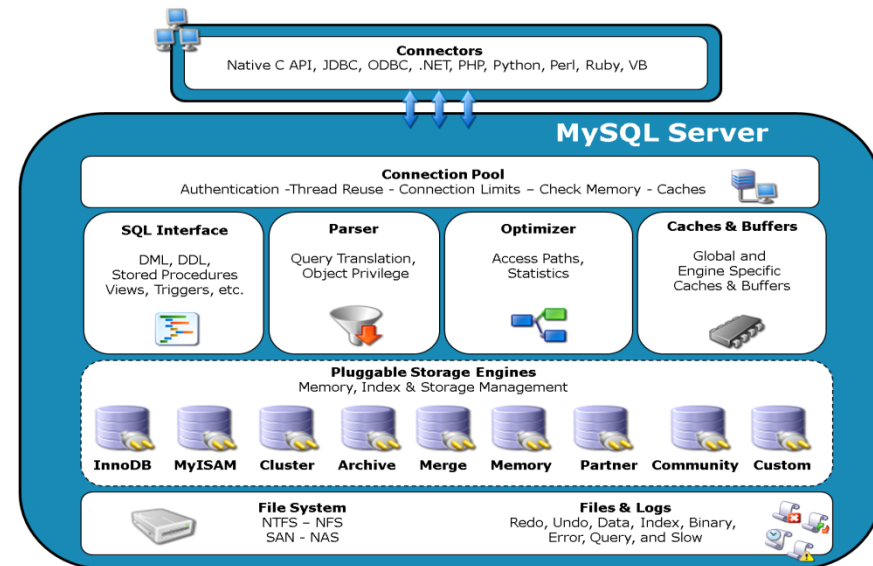 Connectors
Native C API, JDBC, ODBC, .NET, PHP, Python, Perl, Ruby, VB
MySQL Server
Connection Pool
Authentication -Thread Reuse - Connection Limits – Check Memory - Caches
SQL Interface
DML, DDL,
Stored Procedures
Views, Triggers, etc.
Parser
Query Translation,
Object Privilege
Optimizer
Access Paths,
Statistics
Caches & Buffers
Global and
Engine Specific
Caches & Buffers
Pluggable Storage Engines
Memory, Index & Storage Management
InnoDB MyISAM Cluster Archive Merge Memory Partner Community Custom
File System
NTFS – NFS
SAN - NAS
Files & Logs
Redo, Undo, Data, Index, Binary,
Error, Query, and Slow